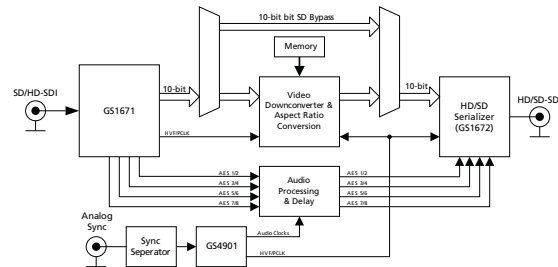 10-bit bit SD Bypass
Memory
SD/HD-SDI
GS1671
10-bit
Video
Downconverter &
Aspect Ratio
Conversion
10-bit
HD/SD
Serializer
(GS1672)
HD/SD-SDI
HVF/PCLK
AES 1/2
AES 3/4
AES 5/6
AES 7/8
Audio
Processing
& Delay
AES 1/2
AES 3/4
AES 5/6
AES 7/8
Analog
Sync
Sync
Seperator
GS4901
Audio Clocks
HVF/PCLK